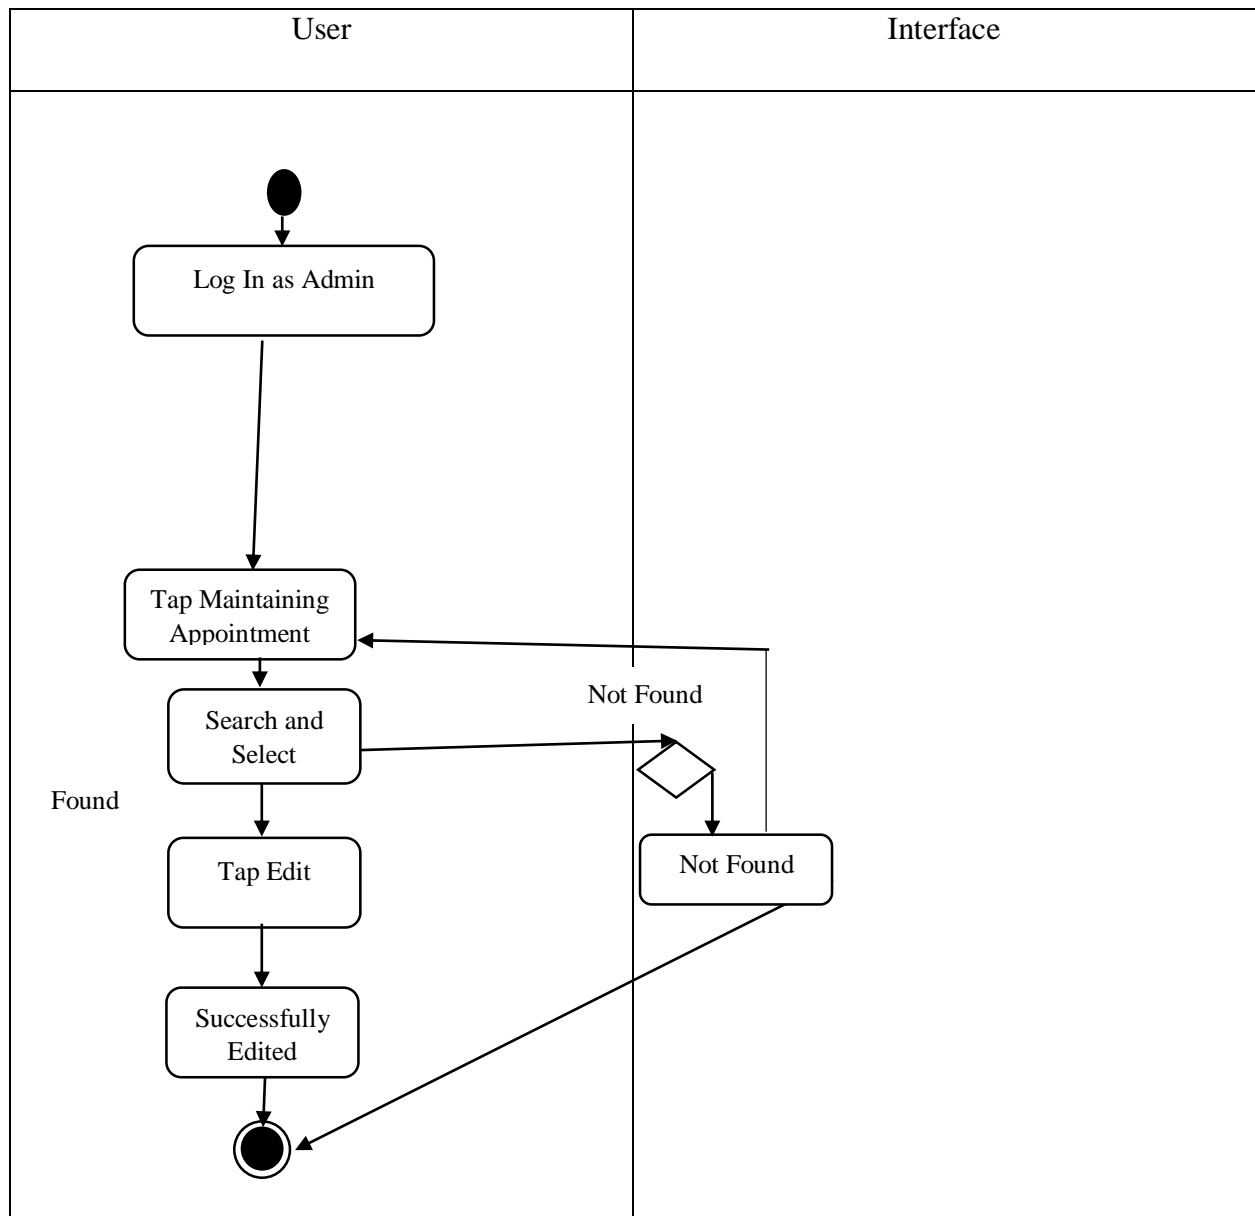 User
Interface
Log In as Admin
Tap Maintaining
Appointment
Not Found
Search and
Select
Found
Tap Edit
Not Found
Successfully
Edited